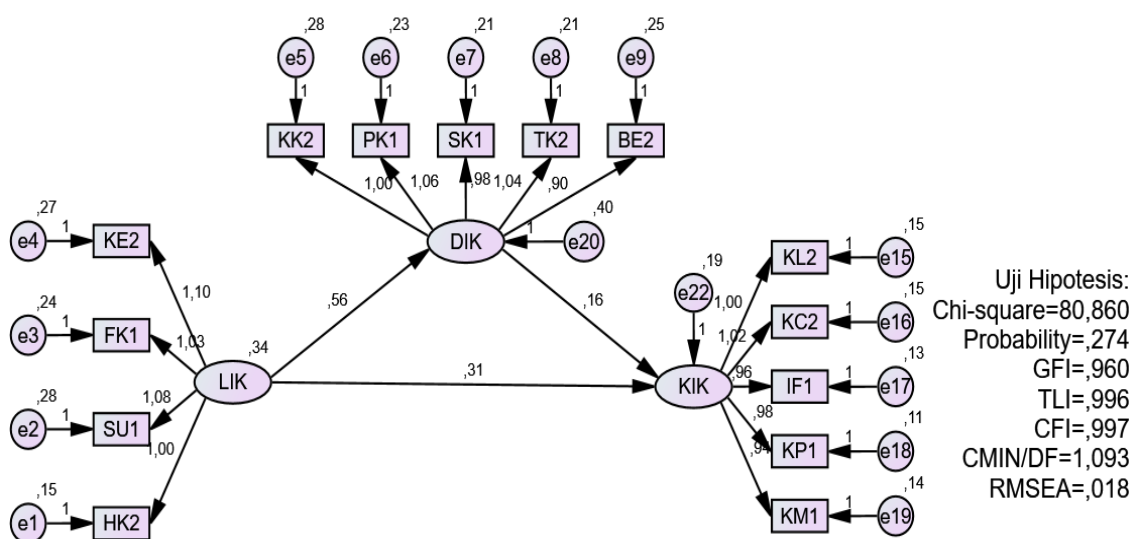 ,28
,23
,21
,21
,25
e5
e6
e7
e8
e9
1
1
1
1
1
KK2
PK1
SK1
TK2
BE2
1,00
1,06
,98
1,04
,90
,40
DIK
1
e20
,27
e4
1
KE2
,24
e3
1
FK1
,28
e2
1
SU1
,15
e1
1
HK2
1,10
1,03
1,08
1,00
,34
LIK
,56
,31
,16
,19
e22
1
KIK
1,00
1,02
,96
,98
,94
KL2
1
e15
,15
KC2
1
e16
,15
IF1
1
e17
,13
KP1
1
e18
,11
KM1
1
e19
,14
Uji Hipotesis:
Chi-square=80,860
Probability=,274
GFI=,960
TLI=,996
CFI=,997
CMIN/DF=1,093
RMSEA=,018